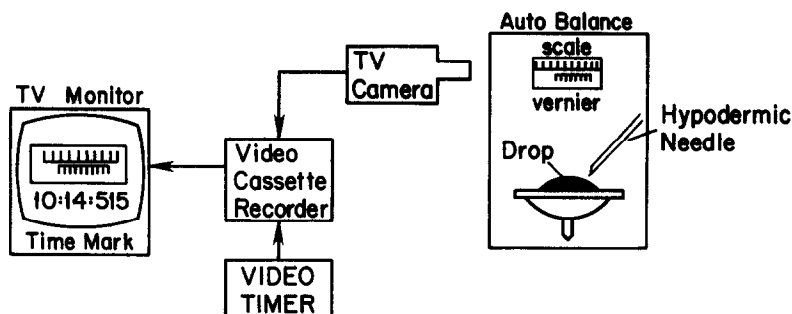 Auto Balance
scale
vernier
Hypodermic
Needle
Drop
TV
Camera
TV Monitor
10:14:515
Time Mark
Video
Cassette
Recorder
VIDEO
TIMER